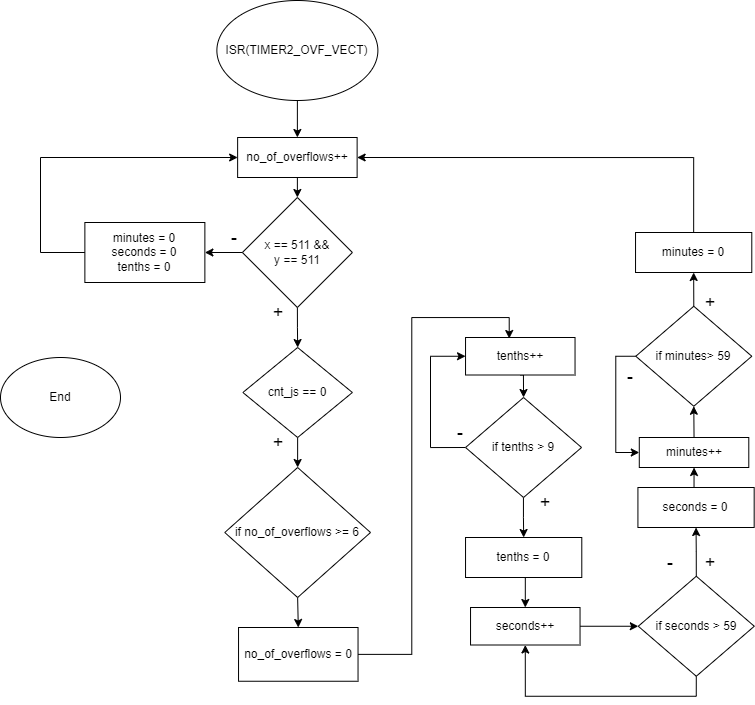 ISR(TIMER2_OVF_VECT)
no_of_overflows++
minutes = 0
seconds = 0
tenths = 0
-
x == 511 &&
y == 511
+
cnt_js == 0
+
if no_of_overflows >= 6
no_of_overflows = 0
End
tenths++
-
if tenths > 9
+
tenths = 0
seconds++
if seconds > 59
-
+
seconds = 0
minutes++
-
if minutes> 59
+
minutes = 0